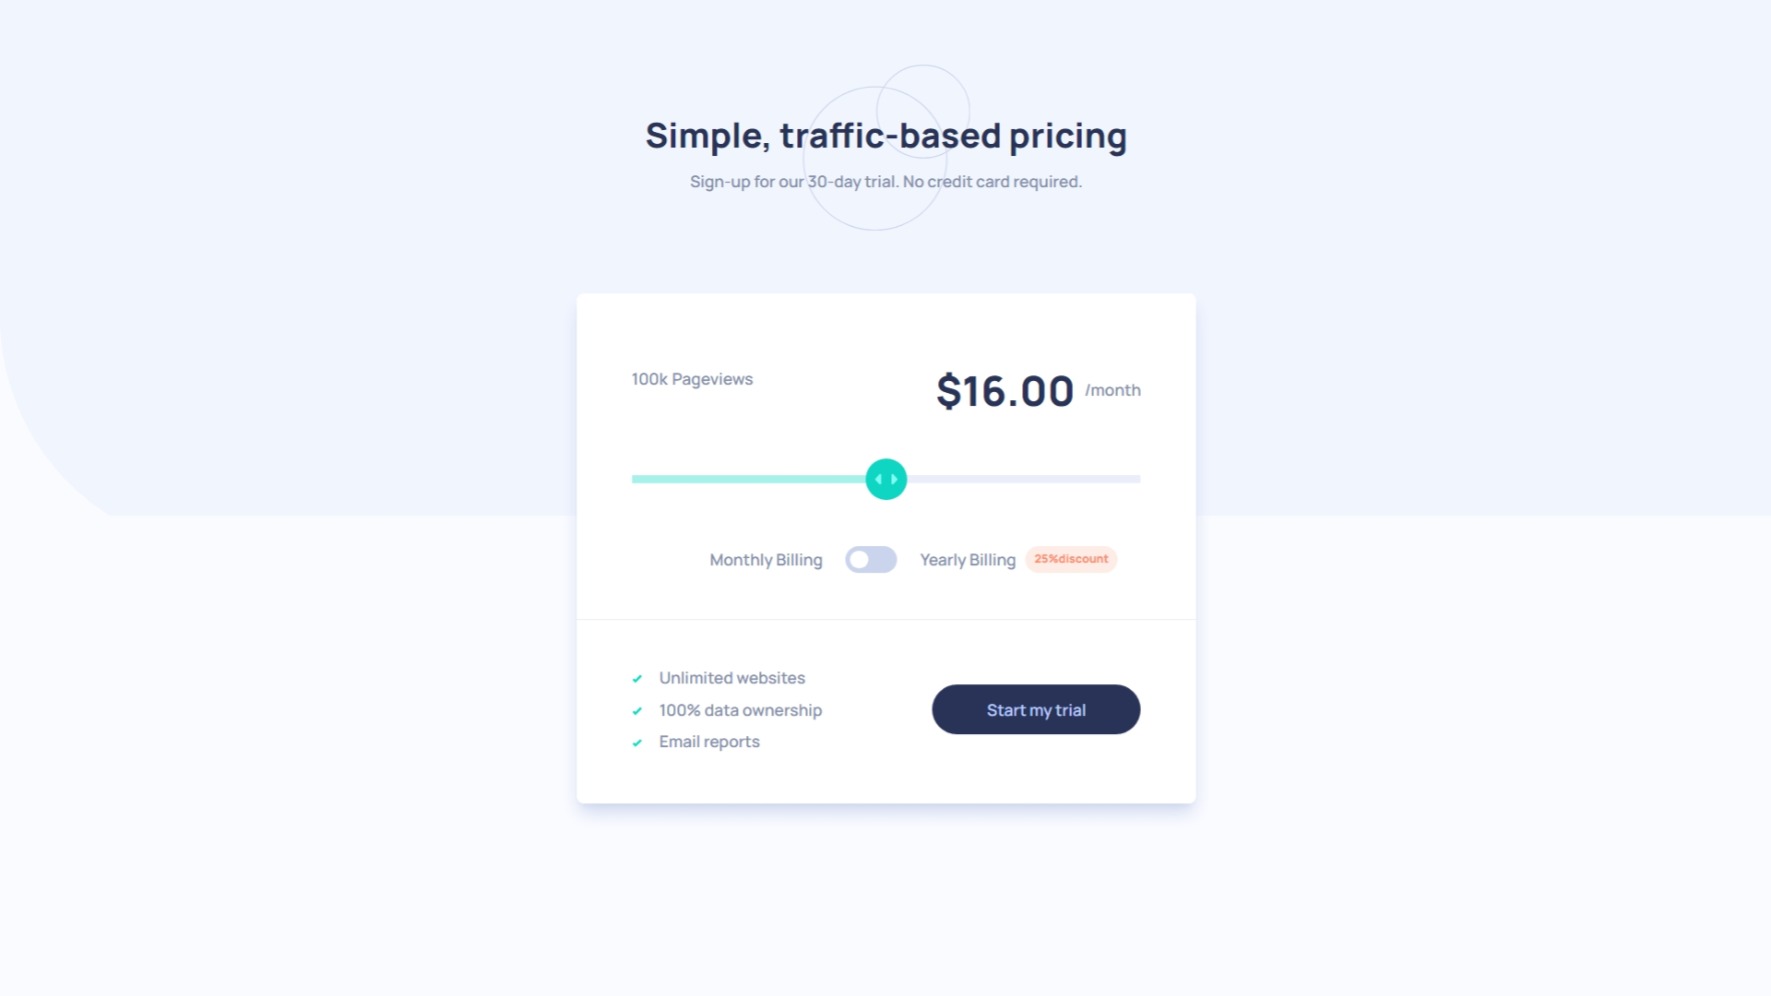 Simple, traffic-based pricing
Sign-up for our 30-day trial. No credit card required.
100k Pageviews
$16.00 /month
Monthly Billing Yearly Billing 25%discount
Unlimited websites
100% data ownership
Email reports
Start my trial